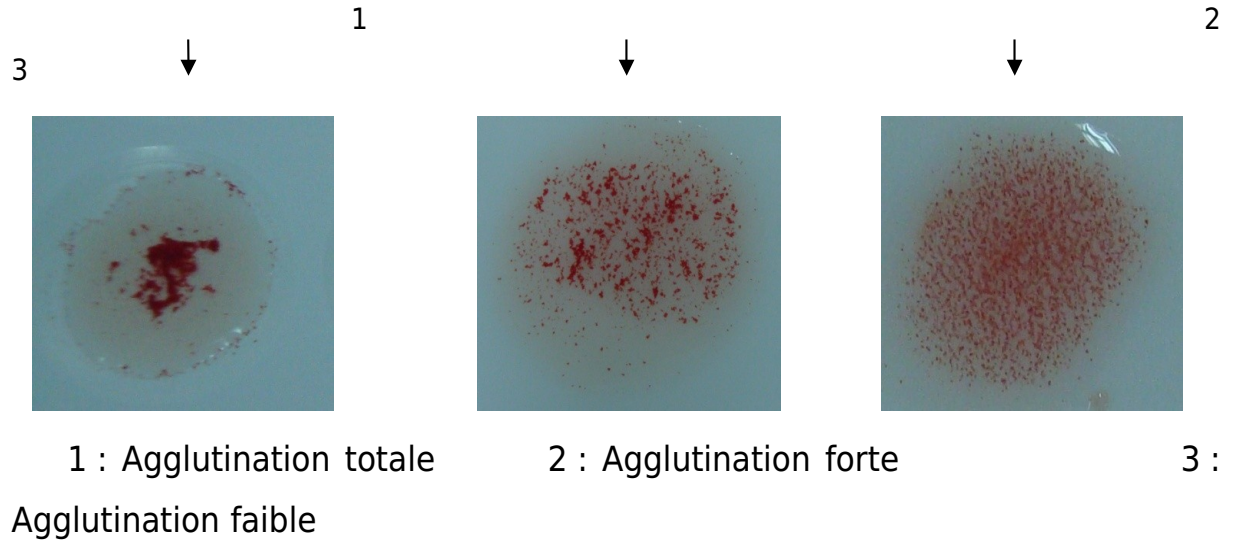 1 2
3
1 : Agglutination totale 2 : Agglutination forte 3 :
Agglutination faible